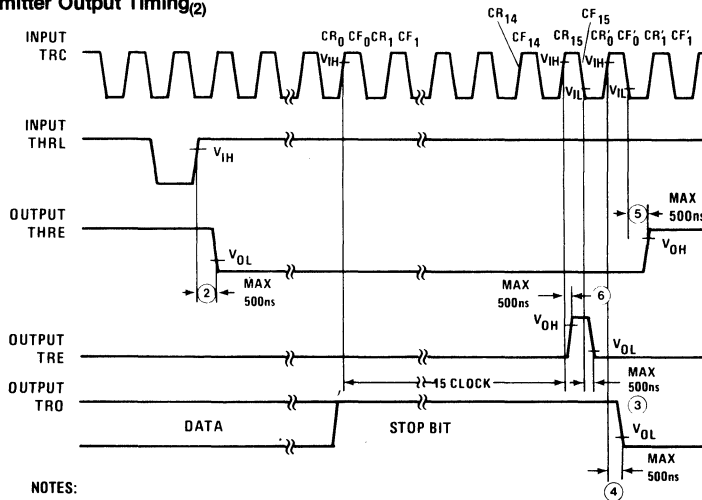 mitter Output Timing(2)
CR14
CF14
CF15
INPUT
TRC
CR0 CF0 CR1 CF1
CR15 CR'0 CF'0 CR'1 CF'1
VIH
VIH
VIH
VIL
VIL
INPUT
THRL
VIH
OUTPUT
THRE
VOL
2
MAX
500ns
5
MAX
500ns
VOH
MAX
500ns
6
OUTPUT
TRE
VOH
VOL
15 CLOCK
MAX
500ns
3
OUTPUT
TRO
DATA
STOP BIT
VOL
MAX
500ns
4
NOTES: